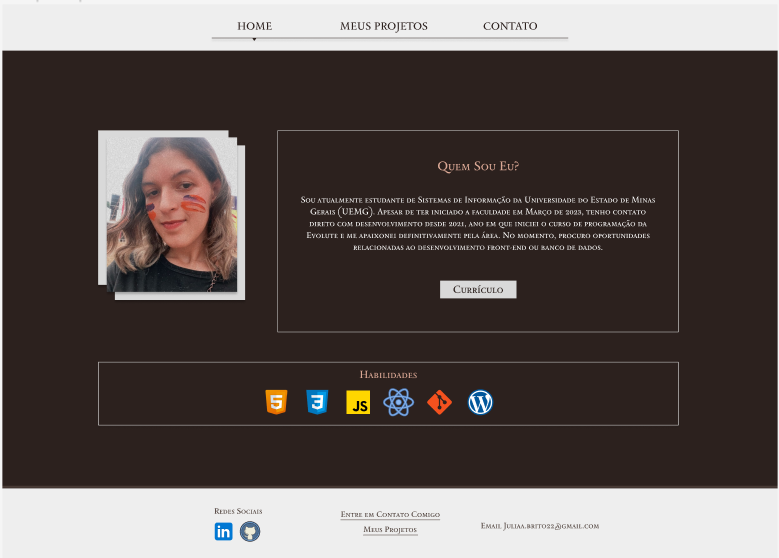 HOME MEUS PROJETOS CONTATO
Quem Sou Eu?
Sou atualmente estudante de Sistemas de Informação da Universidade do Estado de Minas
Gerais (UEMG). Apesar de ter iniciado a faculdade em Março de 2023, tenho contato
direto com desenvolvimento desde 2021, ano em que iniciei o curso de programação da
Evolute e me apaixonei definitivamente pela área. No momento, procuro oportunidades
relacionadas ao desenvolvimento front-end ou banco de dados.
Currículo
Habilidades
5 3 JS W
Redes Sociais
in
Entre em Contato Comigo
Meus Projetos
Email Juliaa.brito22@gmail.com